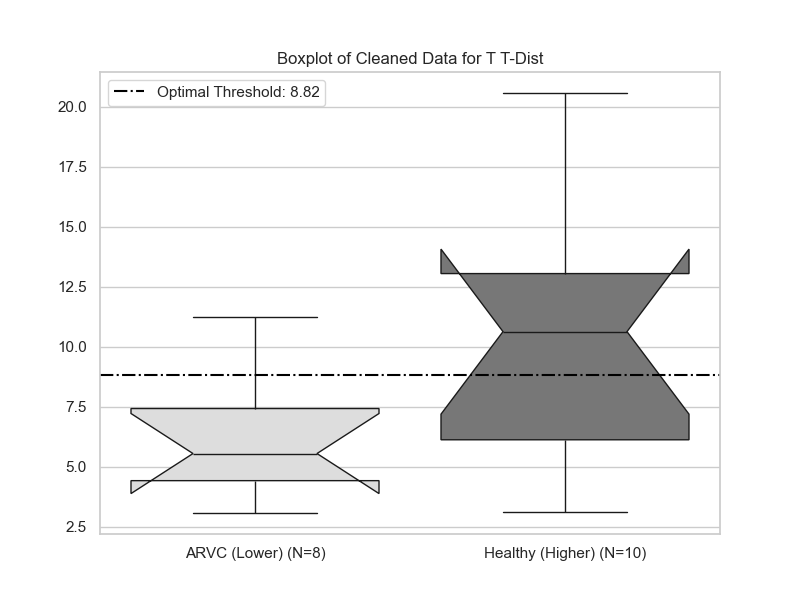 Boxplot of Cleaned Data for T T-Dist
Optimal Threshold: 8.82
20.0
17.5
15.0
12.5
10.0
7.5
5.0
2.5
ARVC (Lower) (N=8)
Healthy (Higher) (N=10)